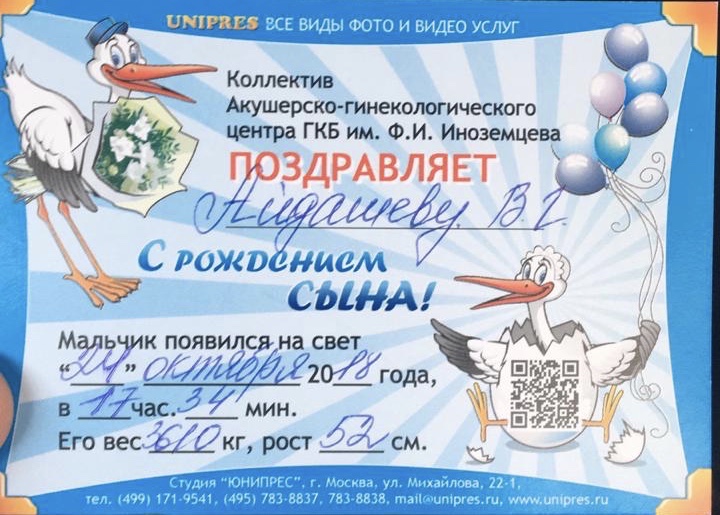 UNIPRES ВСЕ ВИДЫ ФОТО И ВИДЕО УСЛУГ
Коллектив
Акушерско-гинекологического
центра ГКБ им. Ф.И. Иноземцева
ПОЗДРАВЛЯЕТ
Айдашеву В. Г.
С РОЖДЕНИЕМ
СЫНА!
Мальчик появился на свет
“24” октября 2018 года,
в 17 час. 34 мин.
Его вес 3610 кг, рост 52 см.
Студия "ЮНИПРЕС", г. Москва, ул. Михайлова, 22-1,
тел. (499) 171-9541, (495) 783-8837, 783-8838, mail@unipres.ru, www.unipres.ru